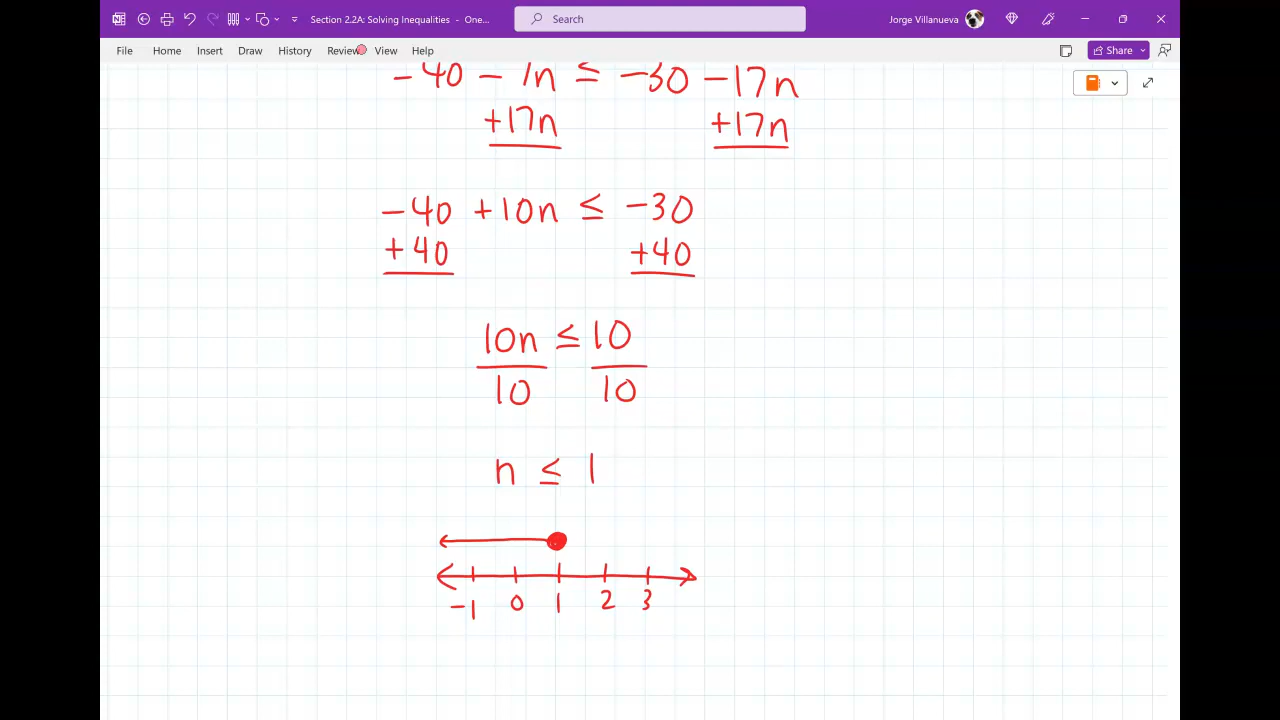 Section 2.2A: Solving Inequalities - One...
Search
Jorge Villanueva
File Home Insert Draw History Review View Help
Share
-40 - 7n ≤ -30 -17n
+17n +17n
-40 +10n ≤ -30
+40 +40
10n ≤ 10
10 10
n ≤ 1
-1 0 1 2 3